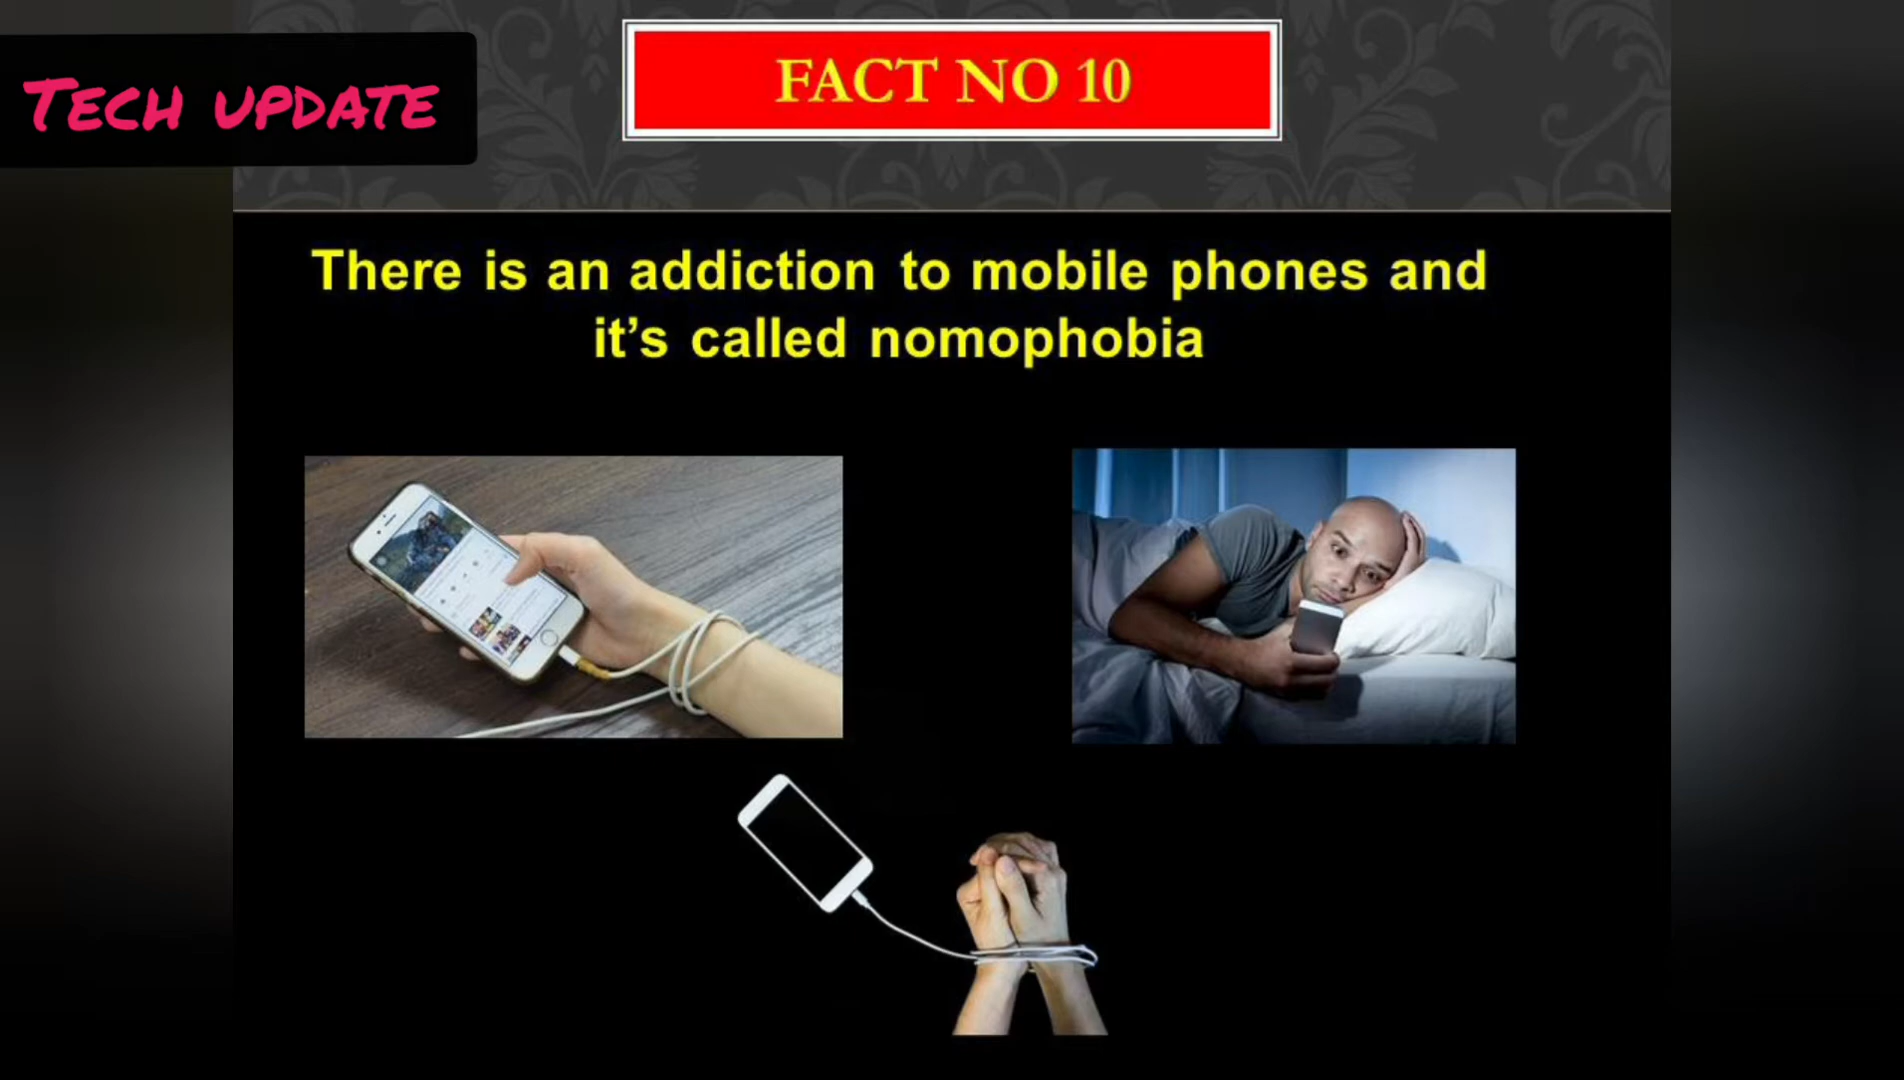 TECH UPDATE
FACT NO 10
There is an addiction to mobile phones and
it’s called nomophobia